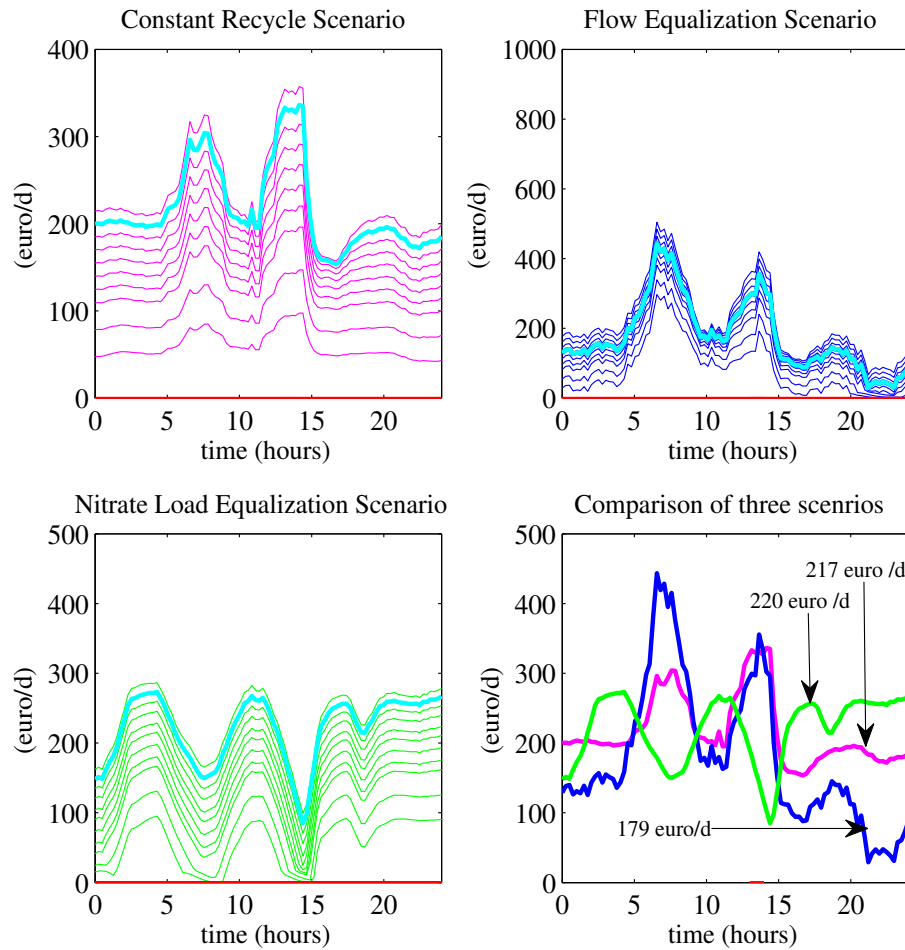 Constant Recycle Scenario
400
300
200
100
0
(euro/d)
0 5 10 15 20
time (hours)
Flow Equalization Scenario
1000
800
600
400
200
0
(euro/d)
0 5 10 15 20
time (hours)
Nitrate Load Equalization Scenario
500
400
300
200
100
0
(euro/d)
0 5 10 15 20
time (hours)
Comparison of three scenrios
500
400
300
200
100
0
(euro/d)
217 euro /d
220 euro /d
179 euro/d
0 5 10 15 20
time (hours)